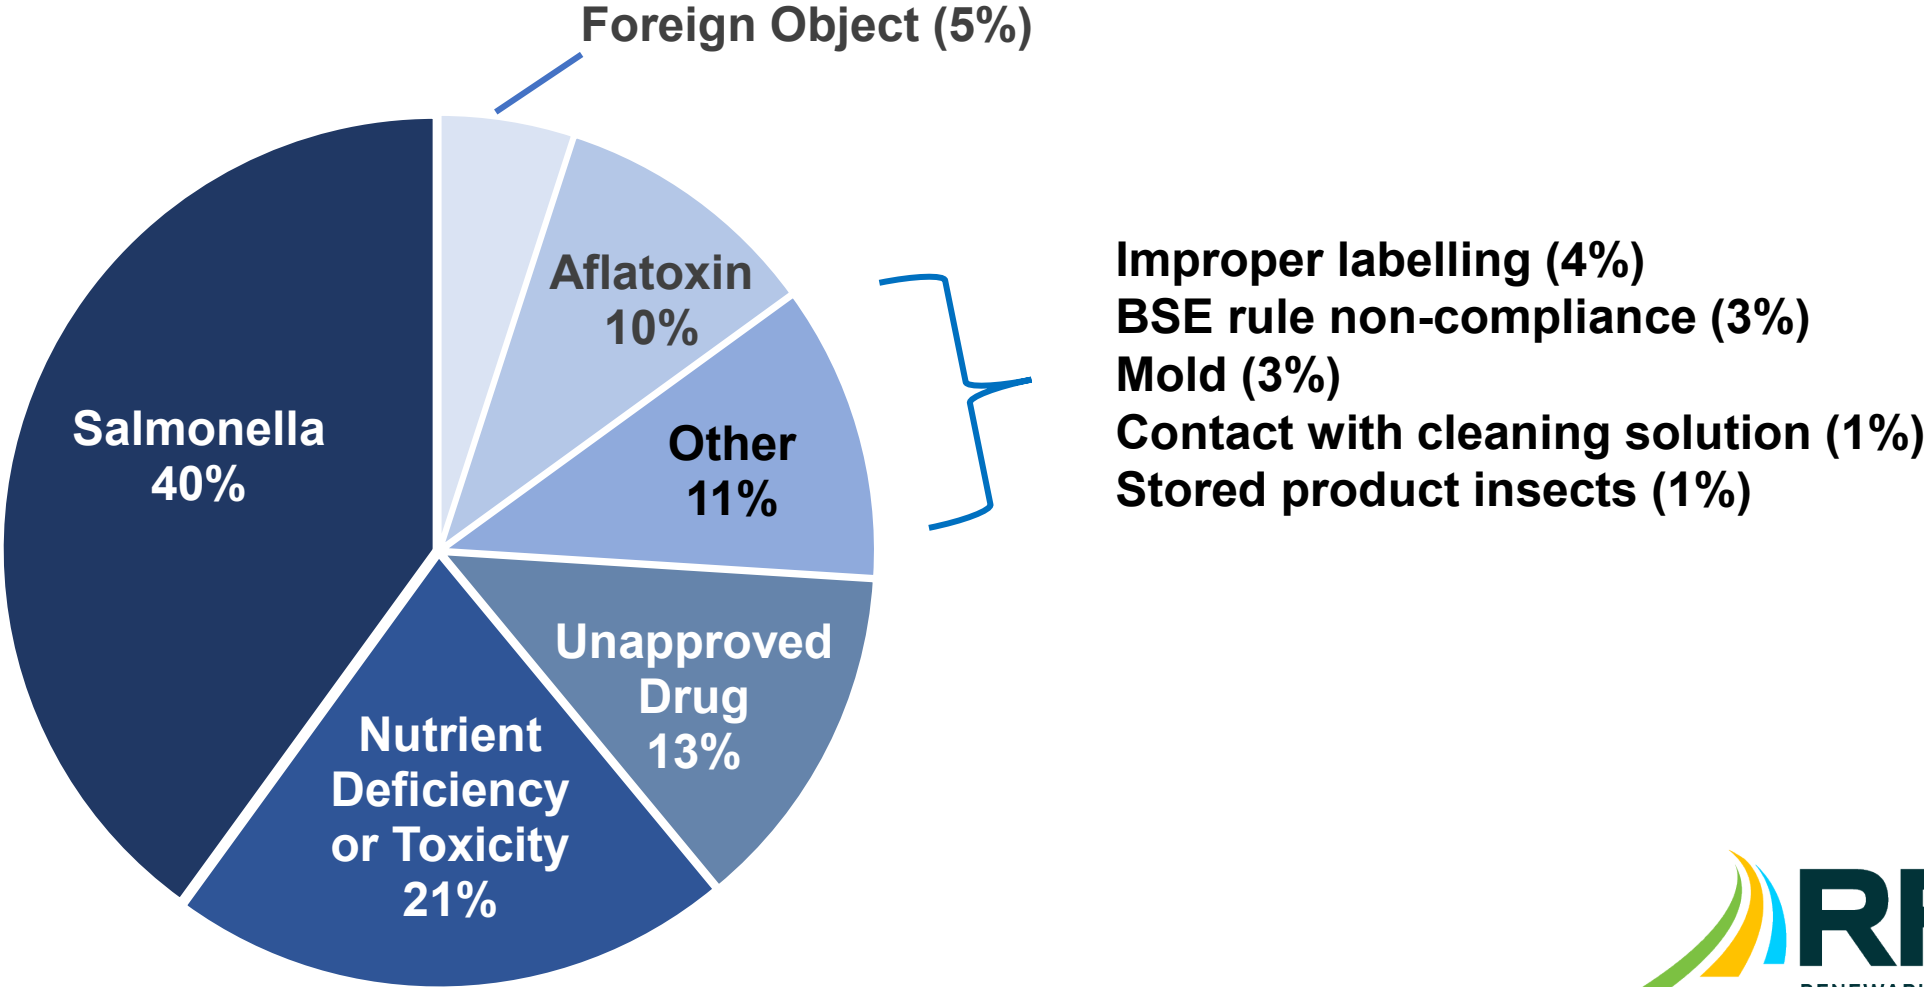 Foreign Object (5%)
Aflatoxin
10%
Other
11%
Unapproved
Drug
13%
Nutrient
Deficiency
or Toxicity
21%
Salmonella
40%
Improper labelling (4%)
BSE rule non-compliance (3%)
Mold (3%)
Contact with cleaning solution (1%)
Stored product insects (1%)